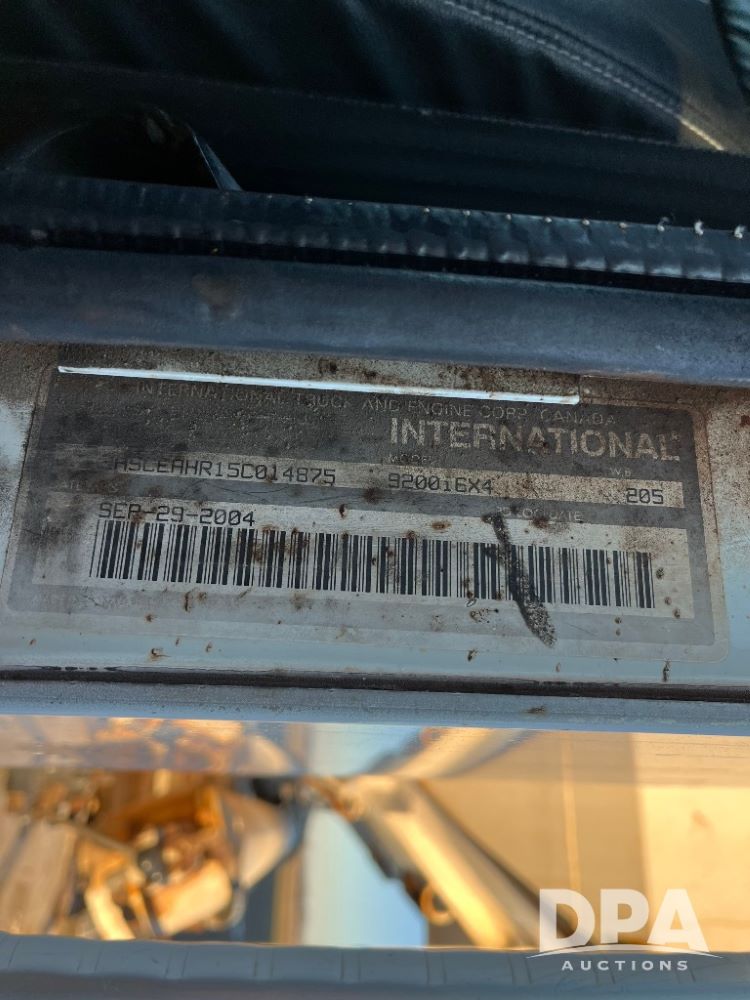 INTERNATIONAL TRUCK AND ENGINE CORP. CANADA
INTERNATIONAL
HSCEAHR15C014875
920016X4
205
SEP-29-2004
DPA
AUCTIONS